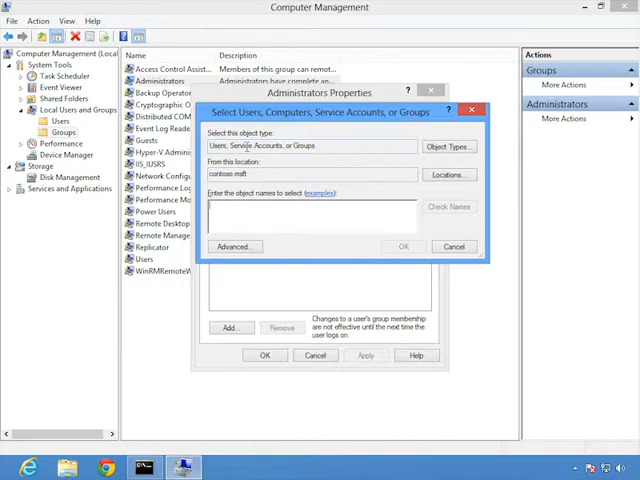 Computer Management
File Action View Help
Computer Management (Local
System Tools
Task Scheduler
Event Viewer
Shared Folders
Local Users and Groups
Users
Groups
Performance
Device Manager
Storage
Disk Management
Services and Applications
Name Description
Access Control Assist... Members of this group can remot...
Administrators Administrators have complete an...
Backup Operator
Cryptographic O
Distributed COM
Event Log Reade
Guests
Hyper-V Adminis
IIS_IUSRS
Network Configu
Performance Log
Performance Mo
Power Users
Remote Desktop
Remote Manage
Replicator
Users
WinRMRemoteW
Actions
Groups
More Actions
Administrators
More Actions
Administrators Properties
?
Select Users, Computers, Service Accounts, or Groups
?
Select this object type:
Users, Service Accounts, or Groups
Object Types...
From this location:
contoso.msft
Locations...
Enter the object names to select (examples):
Check Names
Advanced...
OK
Cancel
Add...
Remove
Changes to a user's group membership
are not effective until the next time the
user logs on.
OK
Cancel
Apply
Help